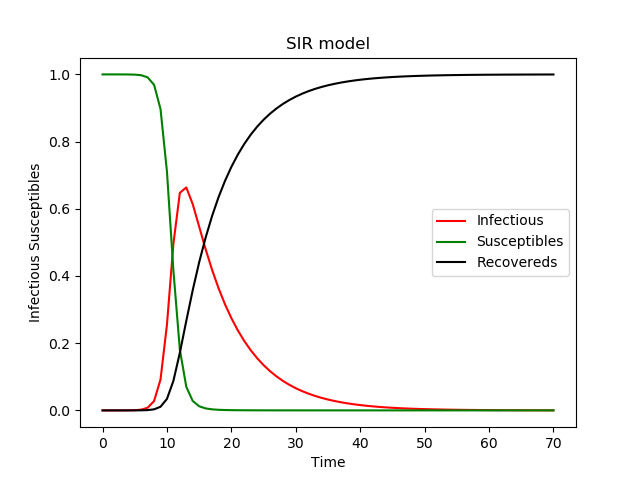 SIR model
Infectious Susceptibles
1.0
0.8
0.6
0.4
0.2
0.0
Infectious
Susceptibles
Recovereds
0 10 20 30 40 50 60 70
Time